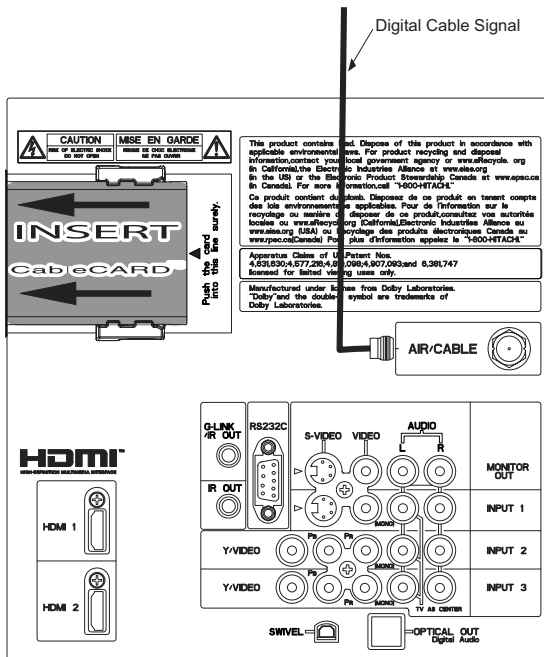 Digital Cable Signal
CAUTION
RISK OF ELECTRIC SHOCK
DO NOT OPEN
MISE EN GARDE
RISQUE DE CHOC ELECTRIQUE
NE PAS OUVRIR
INSERT
CableCARD™
Push the card
into this line surely.
This product contains lead. Dispose of this product in accordance with
applicable environmental laws. For product recycling and disposal
information,contact your local government agency or www.eRecycle. org
(in California),the Electronic Industries Alliance at www.eiae.org
(in the US) or the Electronic Product Stewardship Canada at www.epsc.ca
(in Canada). For more information,call "1-800-HITACHI."
Ce produit contient du plomb. Disposez de ce produit en tenant compte
des lois environnementales applicables. Pour de l'information sur le
recyclage ou manière de disposer de ce produit,consultez vos autorités
locales ou www.eRecycle.org (California),Electronic Industries Alliance au
www.eiae.org (USA) ou Recyclage des produits électroniques Canada au
www.rpec.ca(Canada) Pour plus d'information appelez le "1-800-HITACHI."
Apparatus Claims of U.S.Patent Nos.
4,631,603;4,577,216;4,819,098;4,907,093;and 6,381,747
licensed for limited viewing uses only.
Manufactured under license from Dolby Laboratories.
"Dolby"and the double-D symbol are trademarks of
Dolby Laboratories.
AIR/CABLE
HDMI™
HIGH-DEFINITION MULTIMEDIA INTERFACE
HDMI 1
HDMI 2
G-LINK
/IR OUT
IR OUT
RS232C
S-VIDEO
VIDEO
AUDIO
L
R
MONITOR
OUT
(MONO)
INPUT 1
Y/VIDEO
PB
PR
INPUT 2
(MONO)
Y/VIDEO
PB
PR
(MONO)
INPUT 3
TV AS CENTER
SWIVEL
OPTICAL OUT
Digital Audio